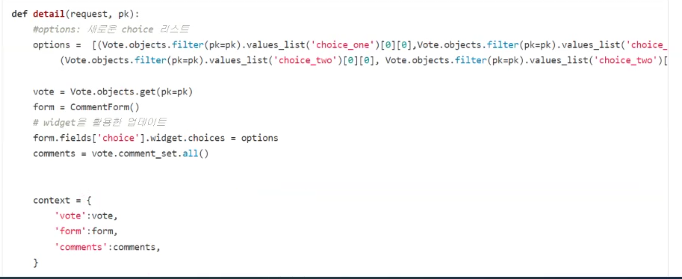 def detail(request, pk):
#options: 새로운 choice 리스트
options = [(Vote.objects.filter(pk=pk).values_list('choice_one')[0][0],Vote.objects.filter(pk=pk).values_list('choice_
(Vote.objects.filter(pk=pk).values_list('choice_two')[0][0], Vote.objects.filter(pk=pk).values_list('choice_two')[
vote = Vote.objects.get(pk=pk)
form = CommentForm()
# widget을 활용한 업데이트
form.fields['choice'].widget.choices = options
comments = vote.comment_set.all()
context = {
'vote':vote,
'form':form,
'comments':comments,
}